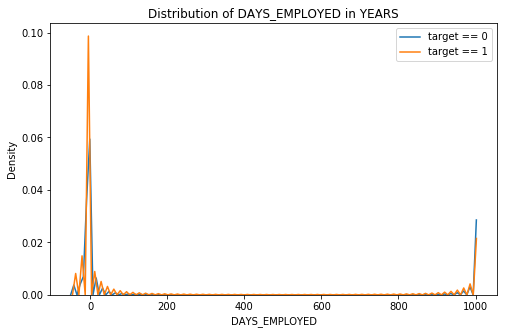 Distribution of DAYS_EMPLOYED in YEARS
target == 0
target == 1
0.10
0.08
0.06
0.04
0.02
0.00
Density
0 200 400 600 800 1000
DAYS_EMPLOYED